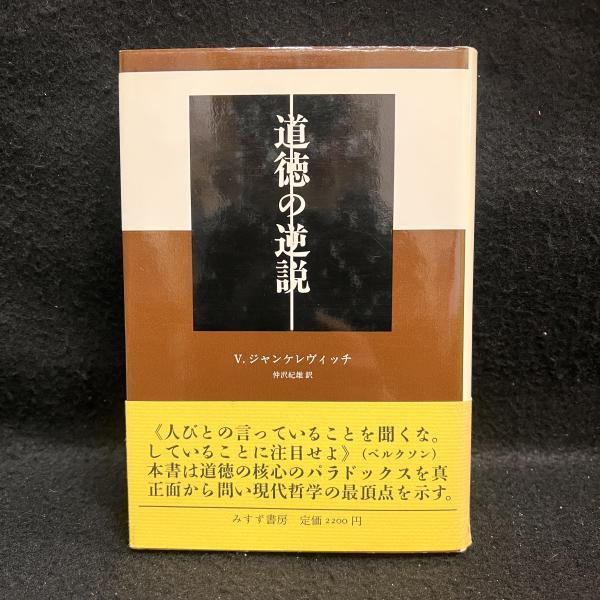 道徳の逆説
V.ジャンケレヴィッチ
仲沢紀雄 訳
《人びとの言っていることを聞くな。
していることに注目せよ》(ベルクソン)
本書は道徳の核心のパラドックスを真
正面から問い現代哲学の最頂点を示す。
みすず書房 定価2200円